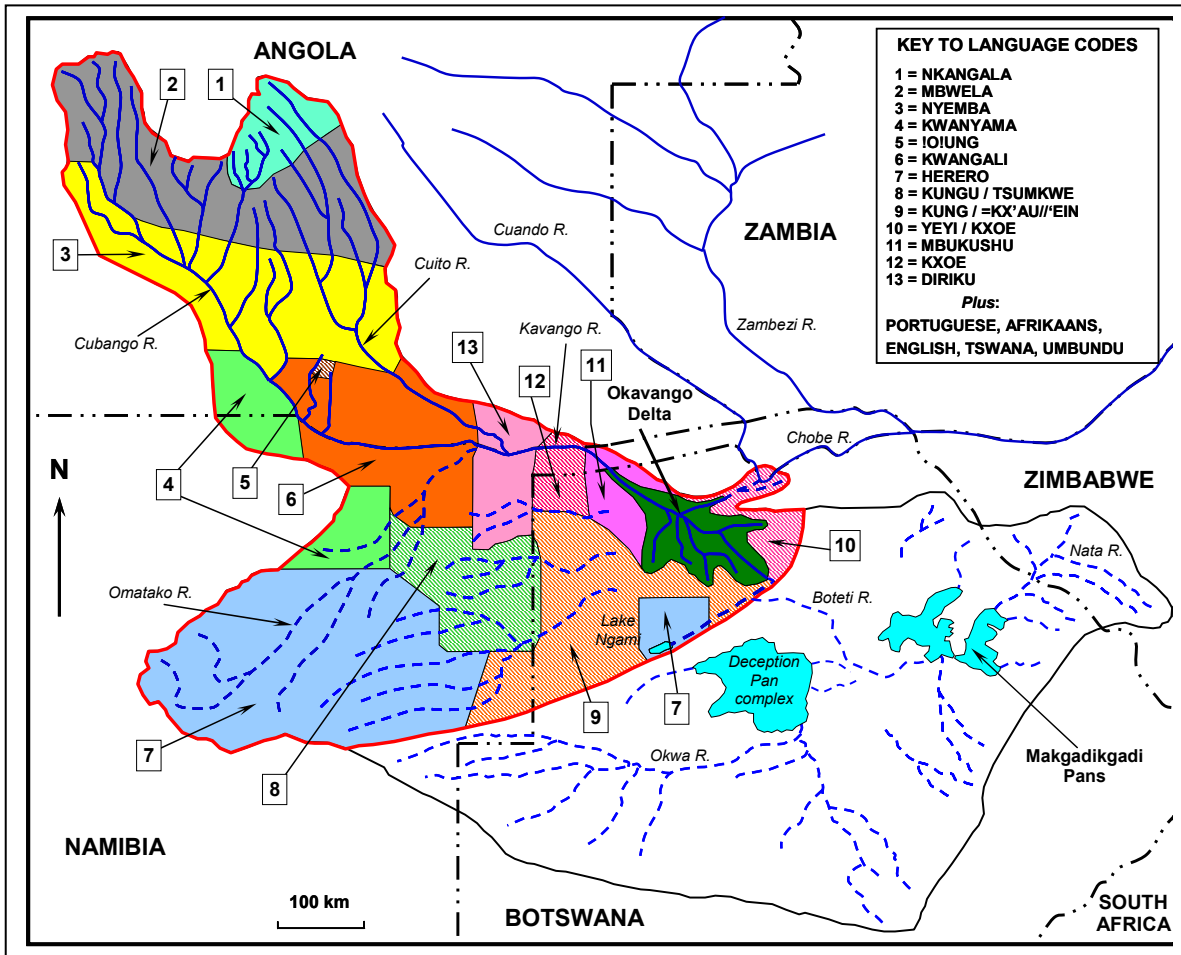 ANGOLA
KEY TO LANGUAGE CODES
1 = NKANGALA
2 = MBWELA
3 = NYEMBA
4 = KWANYAMA
5 = !O!UNG
6 = KWANGALI
7 = HERERO
8 = KUNGU / TSUMKWE
9 = KUNG / =KX'AU//'EIN
10 = YEYI / KXOE
11 = MBUKUSHU
12 = KXOE
13 = DIRIKU
Plus:
PORTUGUESE, AFRIKAANS,
ENGLISH, TSWANA, UMBUNDU
2
1
Cuando R.
ZAMBIA
3
Cuito R.
Cubango R.
Kavango R.
Zambezi R.
13
12
11
Okavango
Delta
Chobe R.
N
4
5
6
ZIMBABWE
10
Nata R.
Omatako R.
Boteti R.
Lake
Ngami
Deception
Pan
complex
7
8
9
7
Okwa R.
Makgadikgadi
Pans
NAMIBIA
100 km
BOTSWANA
SOUTH
AFRICA